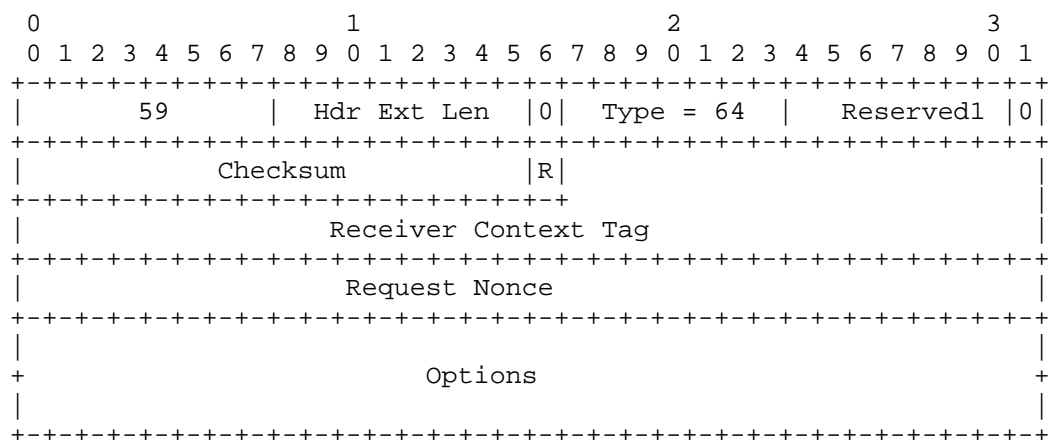 0                   1                   2                   3
 0 1 2 3 4 5 6 7 8 9 0 1 2 3 4 5 6 7 8 9 0 1 2 3 4 5 6 7 8 9 0 1
+-+-+-+-+-+-+-+-+-+-+-+-+-+-+-+-+-+-+-+-+-+-+-+-+-+-+-+-+-+-+-+-+
|       59      |  Hdr Ext Len  |0|  Type = 64  |   Reserved1 |0|
+-+-+-+-+-+-+-+-+-+-+-+-+-+-+-+-+-+-+-+-+-+-+-+-+-+-+-+-+-+-+-+-+
|            Checksum           |R|                             |
+-+-+-+-+-+-+-+-+-+-+-+-+-+-+-+-+-+                             |
|                   Receiver Context Tag                        |
+-+-+-+-+-+-+-+-+-+-+-+-+-+-+-+-+-+-+-+-+-+-+-+-+-+-+-+-+-+-+-+-+
|                    Request Nonce                              |
+-+-+-+-+-+-+-+-+-+-+-+-+-+-+-+-+-+-+-+-+-+-+-+-+-+-+-+-+-+-+-+-+
|                                                               |
+                         Options                               +
|                                                               |
+-+-+-+-+-+-+-+-+-+-+-+-+-+-+-+-+-+-+-+-+-+-+-+-+-+-+-+-+-+-+-+-+